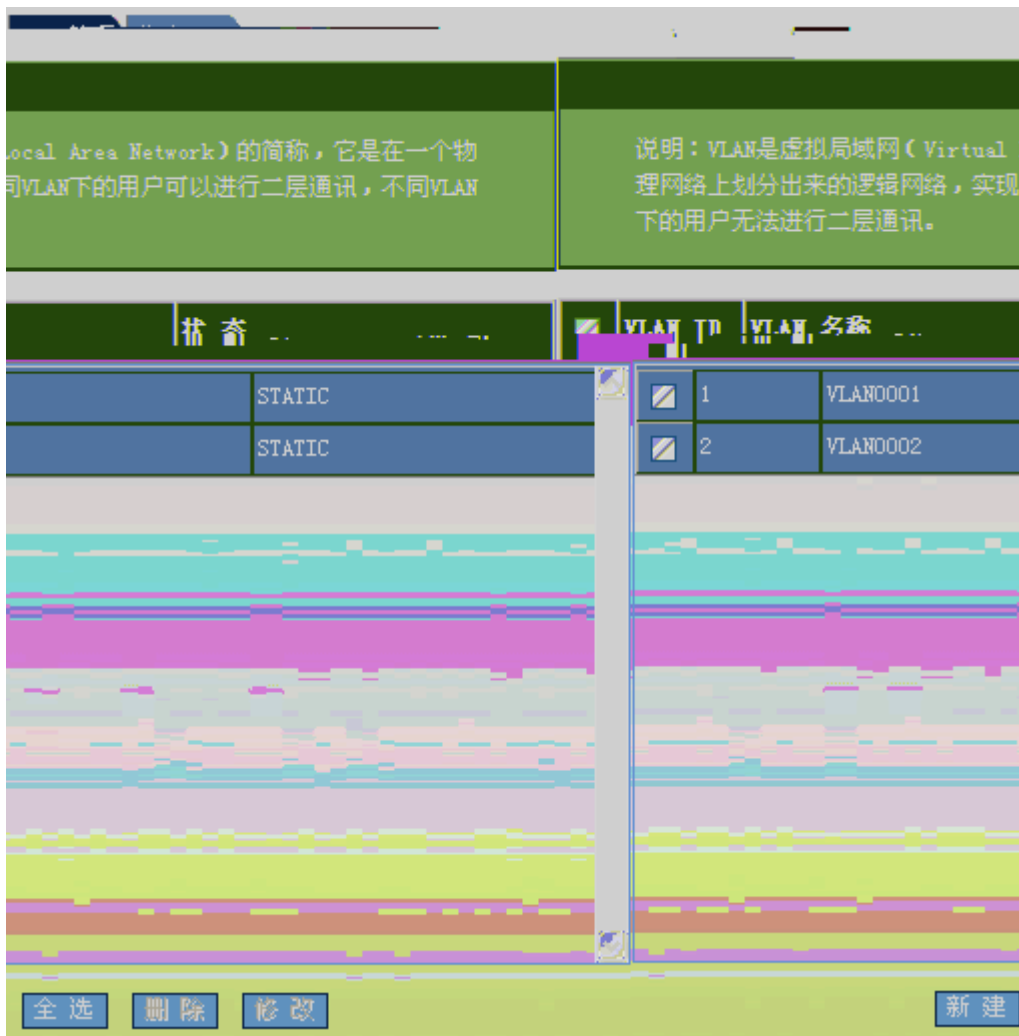 Local Area Network)的简称，它是在一个物
同VLAN下的用户可以进行二层通讯，不同VLAN
说明：VLAN是虚拟局域网(Virtual
理网络上划分出来的逻辑网络，实现
下的用户无法进行二层通讯。
状 态
VLAN ID VLAN 名称
STATIC
1 VLAN0001
STATIC
2 VLAN0002
全选 删除 修改
新建